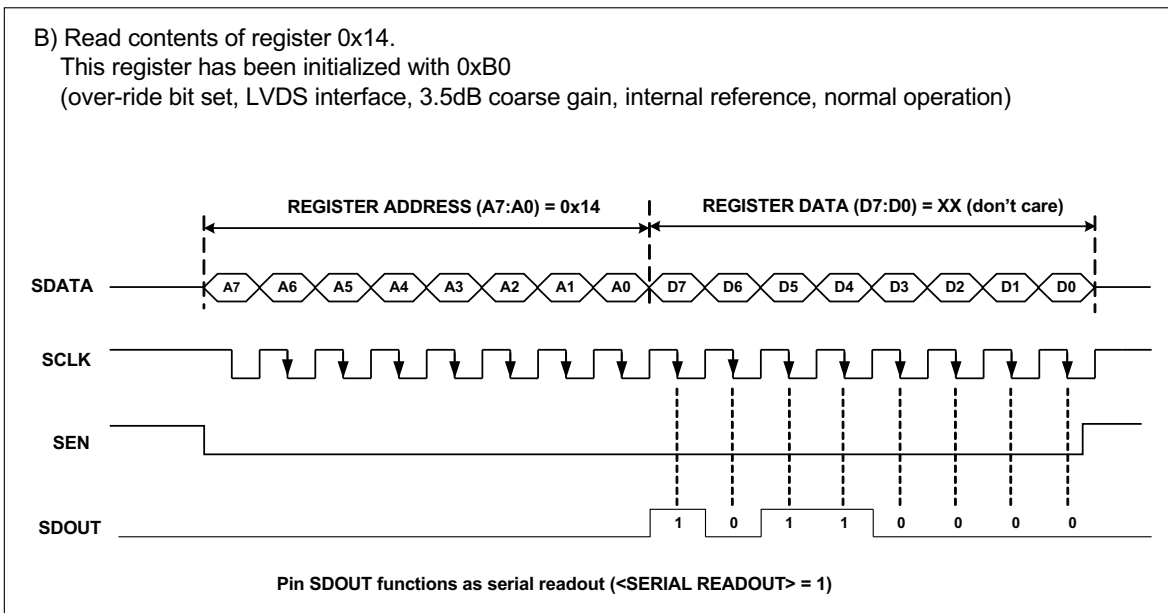 B) Read contents of register 0x14.
This register has been initialized with 0xB0
(over-ride bit set, LVDS interface, 3.5dB coarse gain, internal reference, normal operation)
REGISTER ADDRESS (A7:A0) = 0x14 REGISTER DATA (D7:D0) = XX (don't care)
SDATA A7 A6 A5 A4 A3 A2 A1 A0 D7 D6 D5 D4 D3 D2 D1 D0
SCLK
SEN
SDOUT 1 0 1 1 0 0 0 0
Pin SDOUT functions as serial readout (<SERIAL READOUT> = 1)